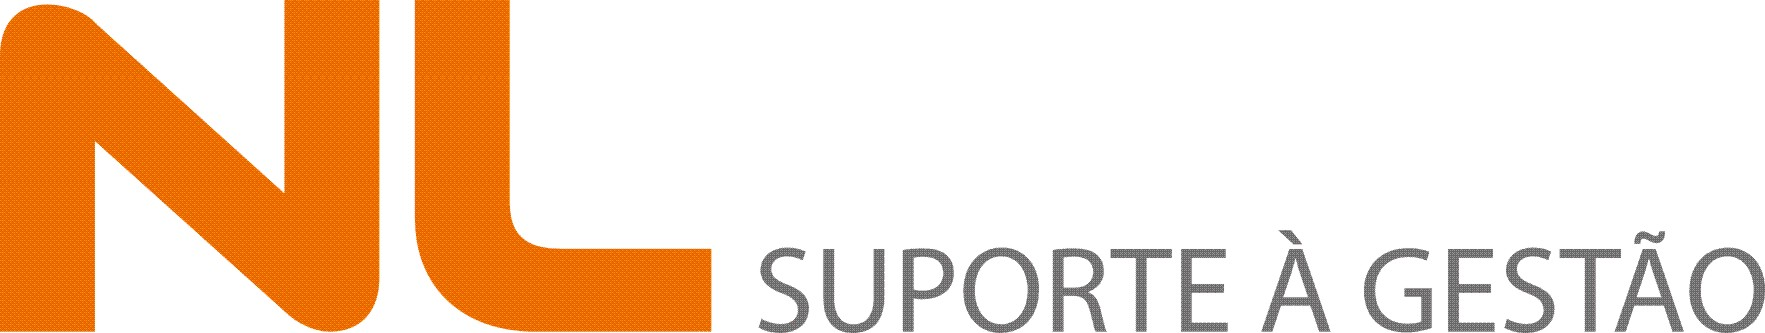 NL SUPORTE À GESTÃO